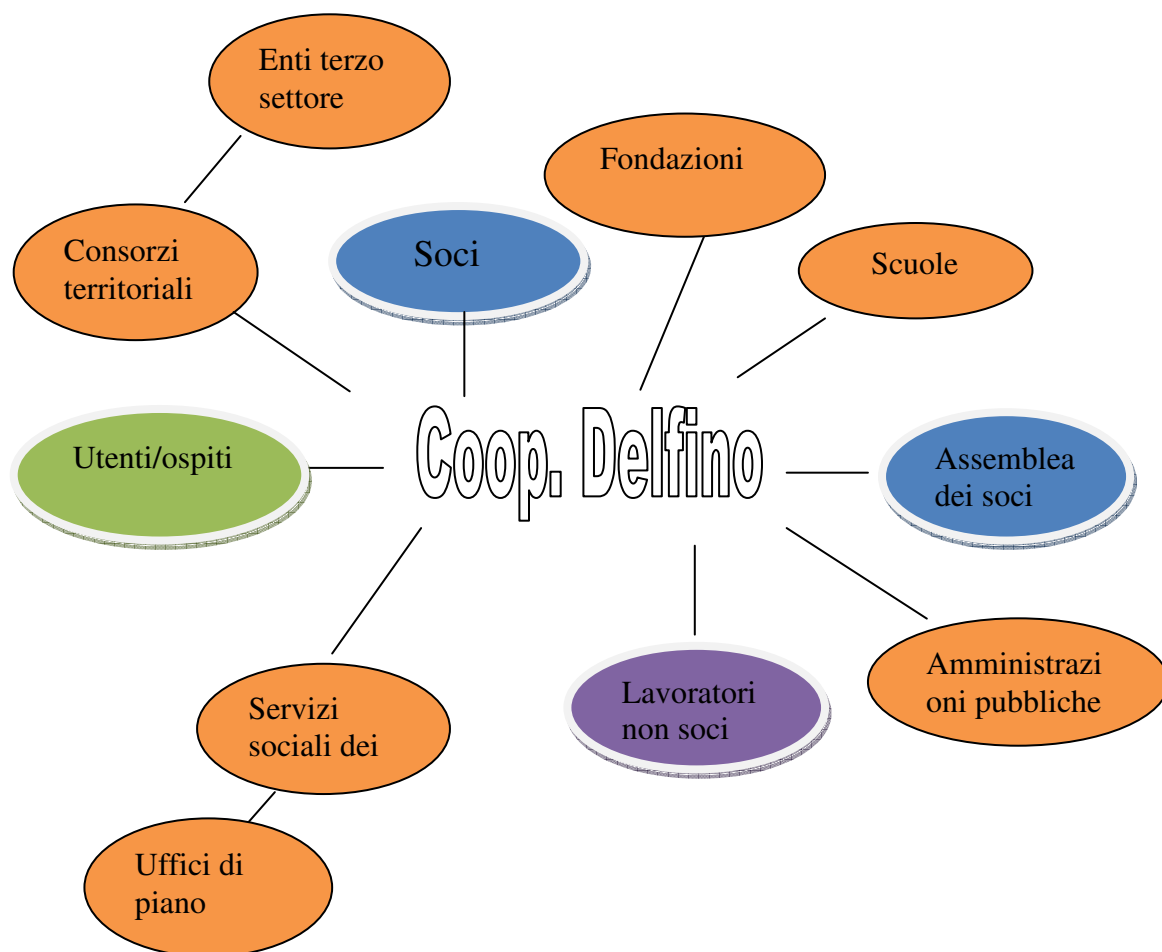 Enti terzo
settore
Fondazioni
Consorzi
territoriali
Soci
Scuole
Utenti/ospiti
Coop. Delfino
Assemblea
dei soci
Servizi
sociali dei
Lavoratori
non soci
Amministrazi
oni pubbliche
Uffici di
piano